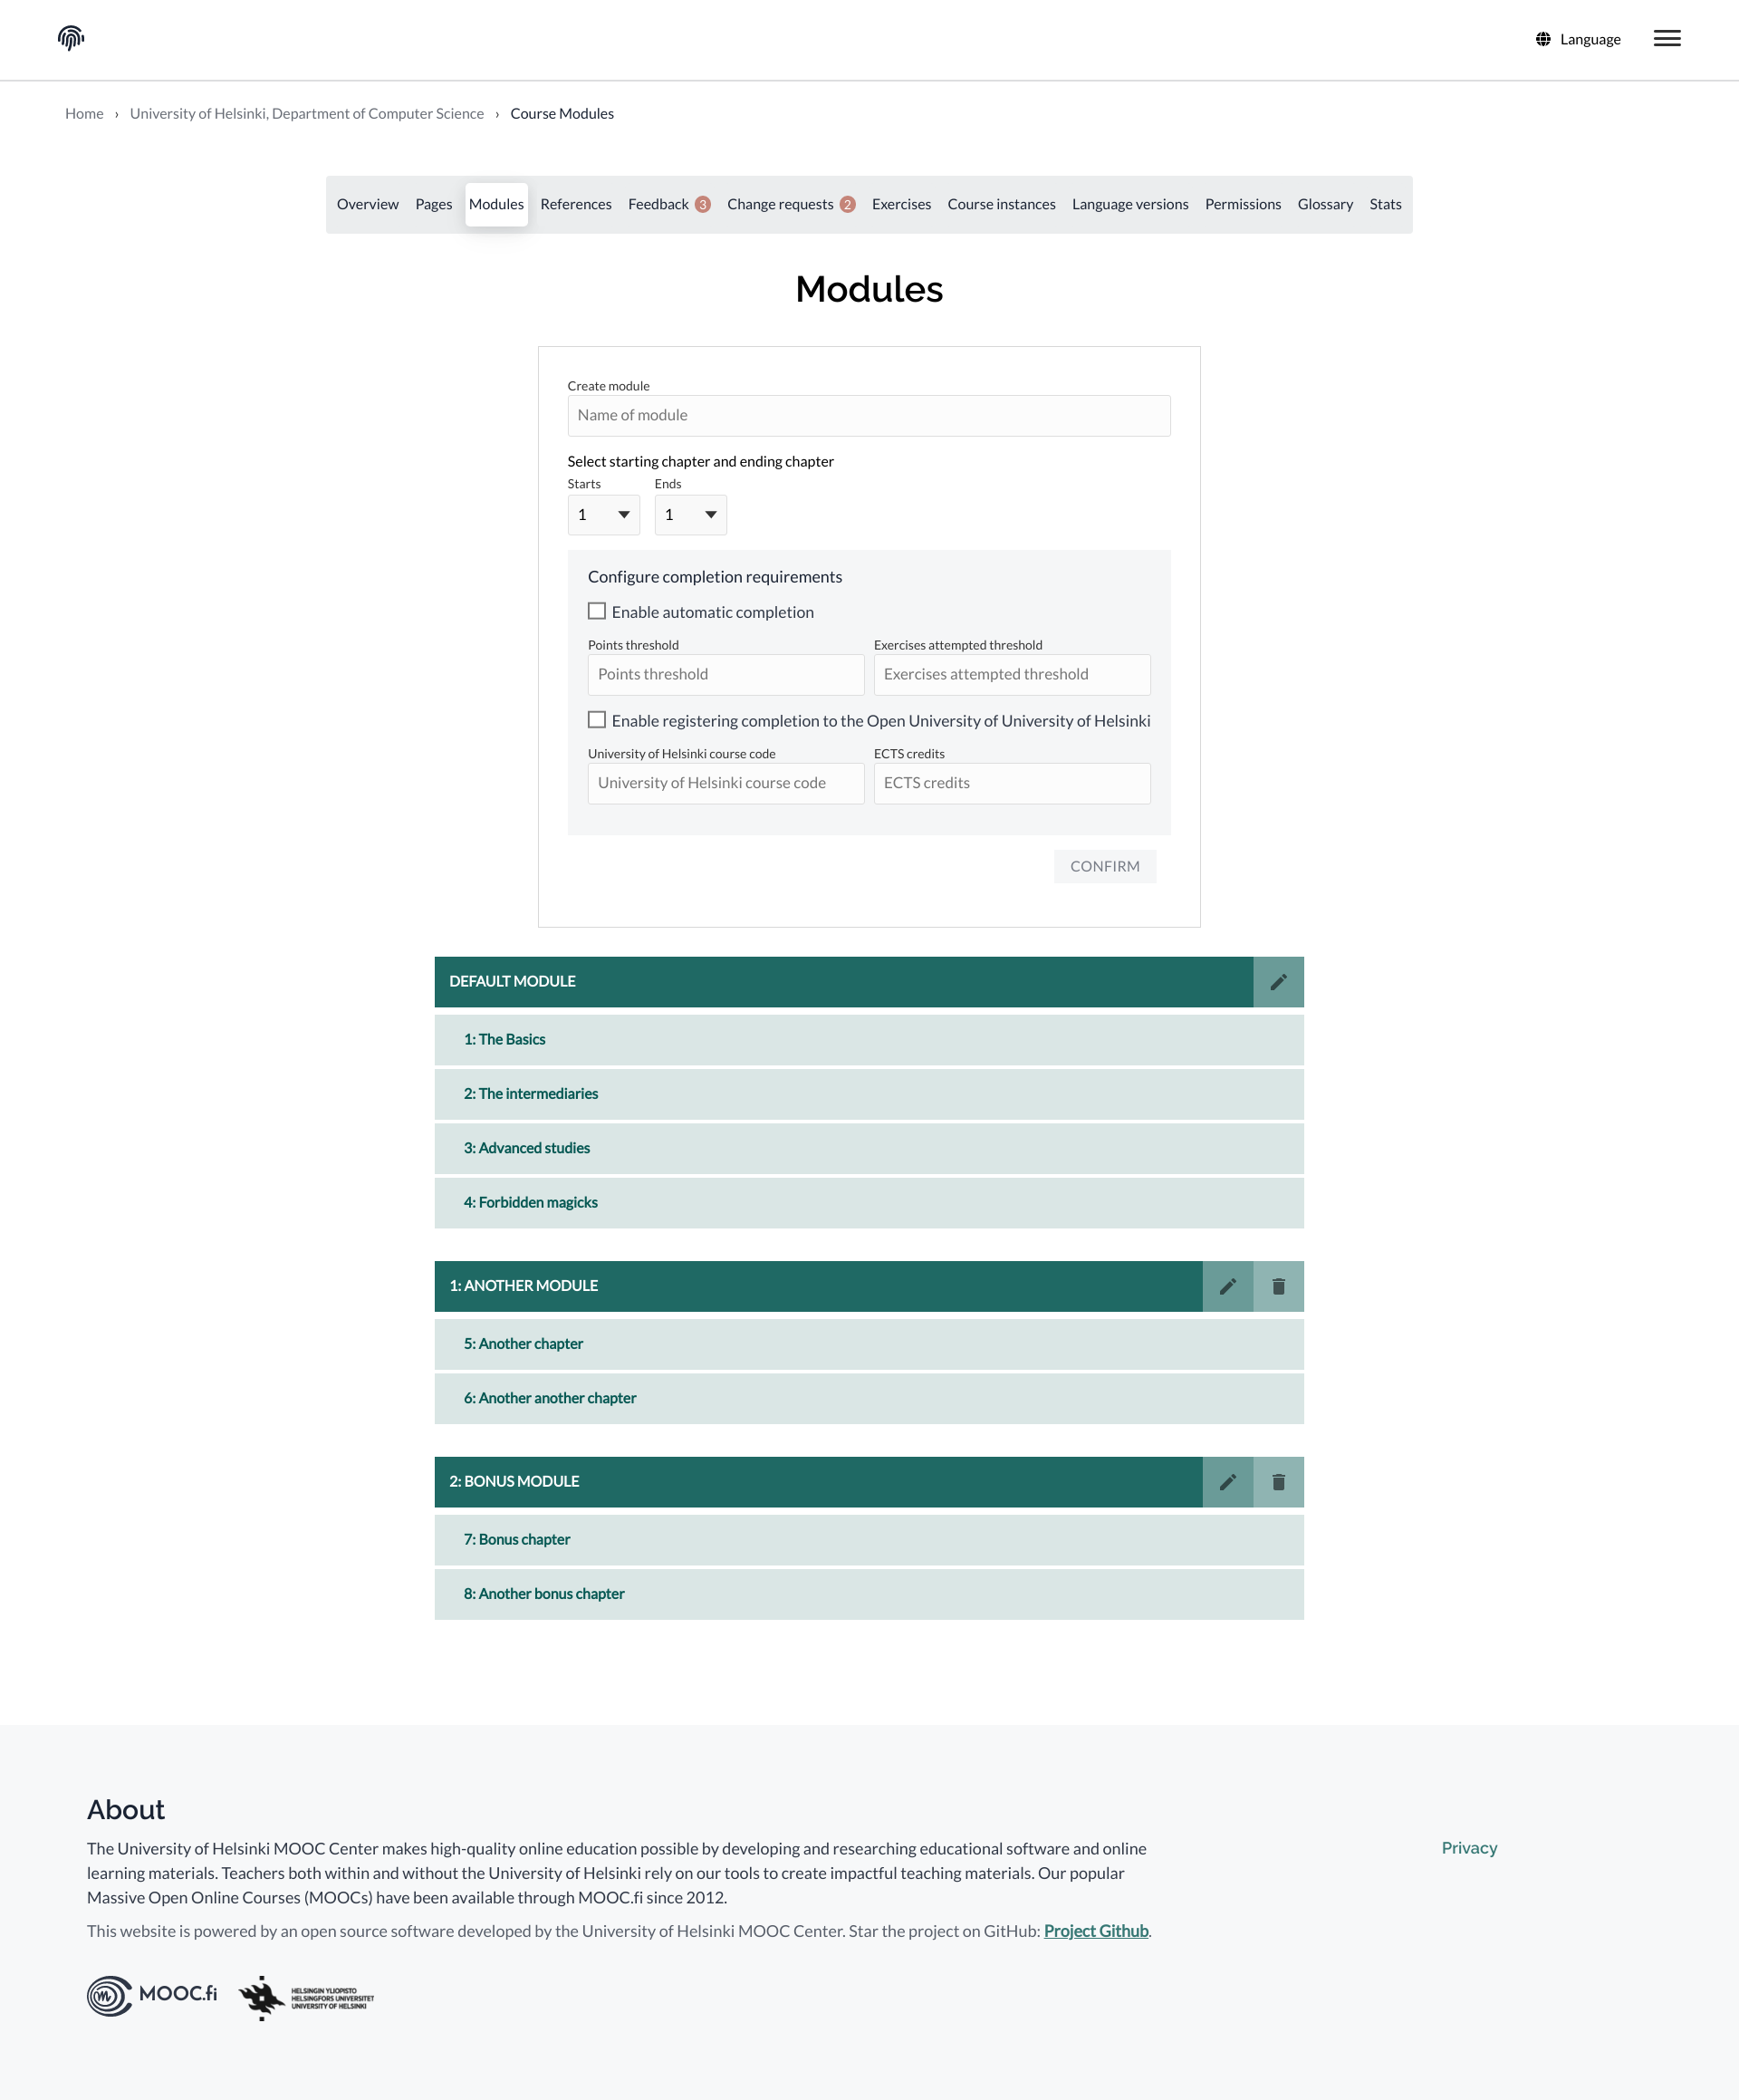 Language
Home › University of Helsinki, Department of Computer Science › Course Modules
Overview Pages Modules References Feedback 3 Change requests 2 Exercises Course instances Language versions Permissions Glossary Stats
Modules
Create module
Name of module
Select starting chapter and ending chapter
Starts Ends
1 1
Configure completion requirements
Enable automatic completion
Points threshold Exercises attempted threshold
Points threshold Exercises attempted threshold
Enable registering completion to the Open University of University of Helsinki
University of Helsinki course code ECTS credits
University of Helsinki course code ECTS credits
CONFIRM
DEFAULT MODULE
1: The Basics
2: The intermediaries
3: Advanced studies
4: Forbidden magicks
1: ANOTHER MODULE
5: Another chapter
6: Another another chapter
2: BONUS MODULE
7: Bonus chapter
8: Another bonus chapter
About
The University of Helsinki MOOC Center makes high-quality online education possible by developing and researching educational software and online
learning materials. Teachers both within and without the University of Helsinki rely on our tools to create impactful teaching materials. Our popular
Massive Open Online Courses (MOOCs) have been available through MOOC.fi since 2012.
Privacy
This website is powered by an open source software developed by the University of Helsinki MOOC Center. Star the project on GitHub: Project Github.
MOOC.fi
HELSINGIN YLIOPISTO
HELSINGFORS UNIVERSITET
UNIVERSITY OF HELSINKI